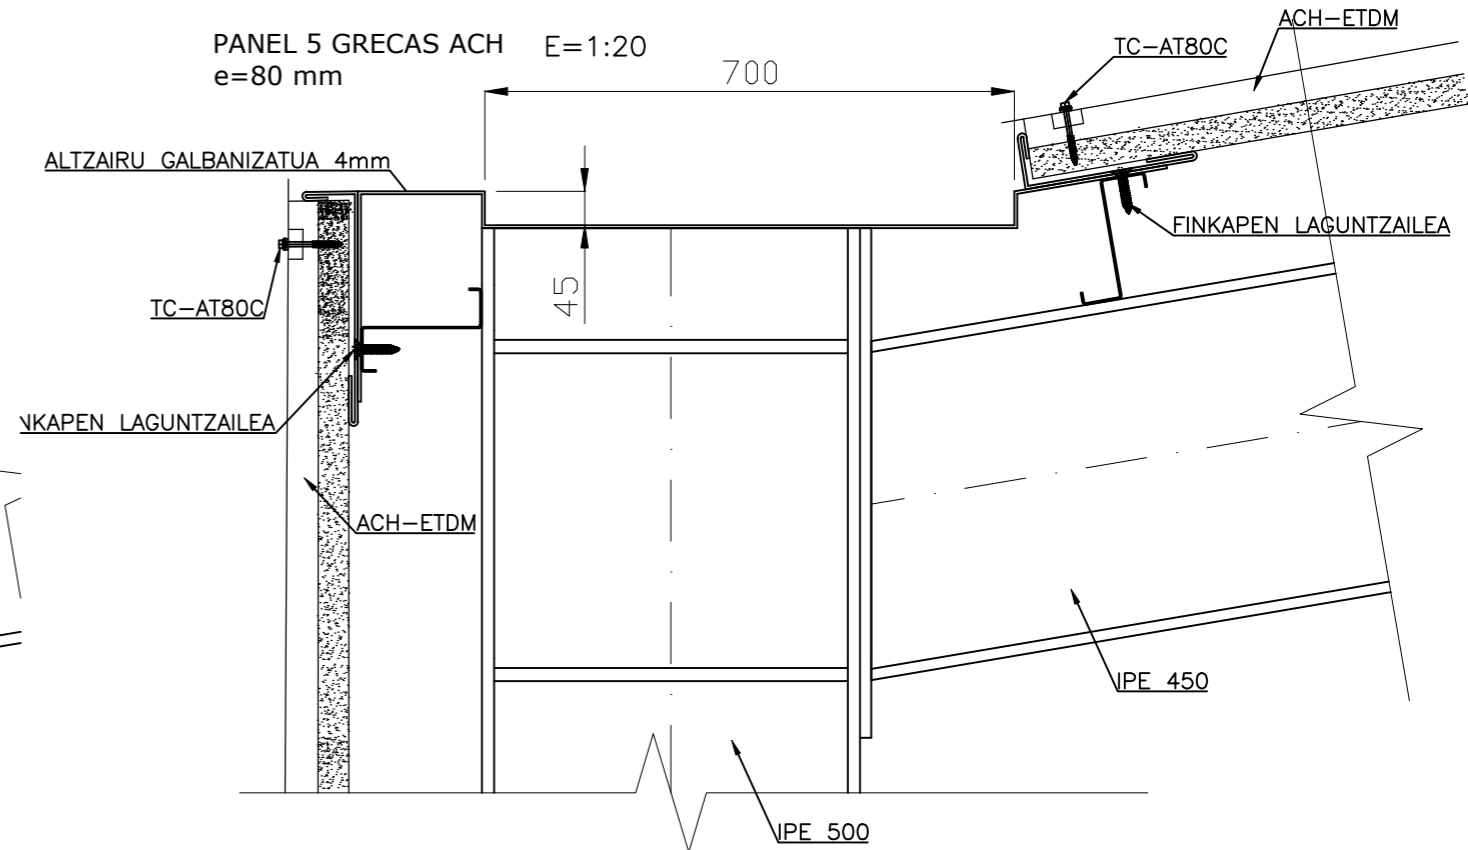 PANEL 5 GRECAS ACH E=1:20
e=80 mm
700
ACH-ETDM
TC-AT80C
ALTZAIRU GALBANIZATUA 4mm
FINKAPEN LAGUNTZAILEA
45
TC-AT80C
NKAPEN LAGUNTZAILEA
ACH-ETDM
IPE 450
IPE 500